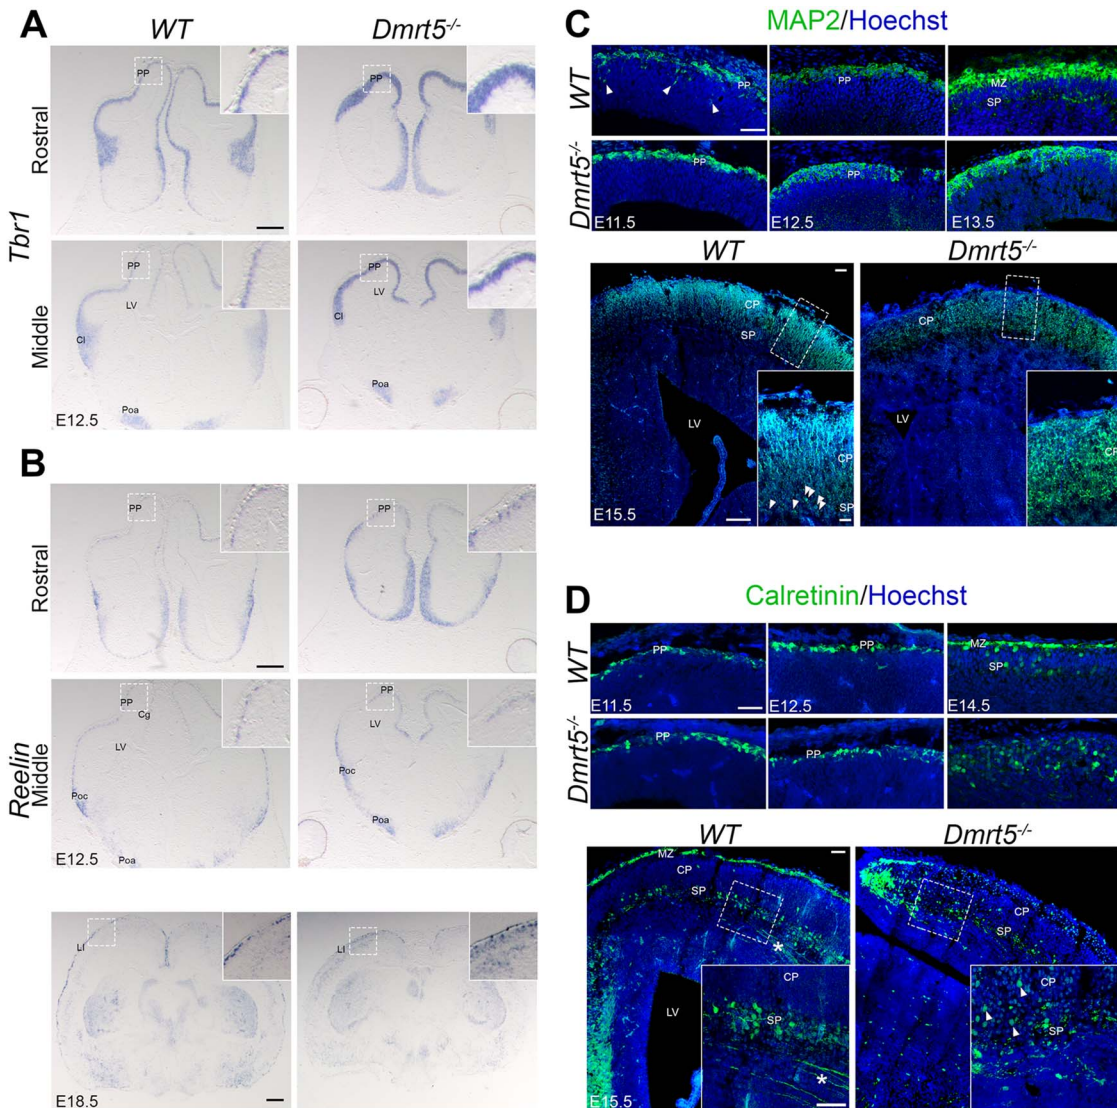 A
WT
Dmrt5-/-
Rostral
PP
PP
Tbr1
Middle
PP
LV
Cl
Poa
E12.5
PP
LV
Cl
Poa
B
Rostral
PP
PP
Reelin
Middle
PP
Cg
LV
Poc
Poa
E12.5
PP
LV
Poc
Poa
LI
E18.5
LI
C
MAP2/Hoechst
WT
PP
PP
MZ
SP
Dmrt5-/-
PP
E11.5
PP
E12.5
E13.5
WT
Dmrt5-/-
CP
SP
LV
CP
SP
E15.5
CP
LV
CP
D
Calretinin/Hoechst
WT
PP
E11.5
PP
E12.5
MZ
SP
E14.5
Dmrt5-/-
PP
PP
WT
Dmrt5-/-
MZ
CP
SP
*
LV
CP
SP
*
E15.5
CP
SP
CP
SP